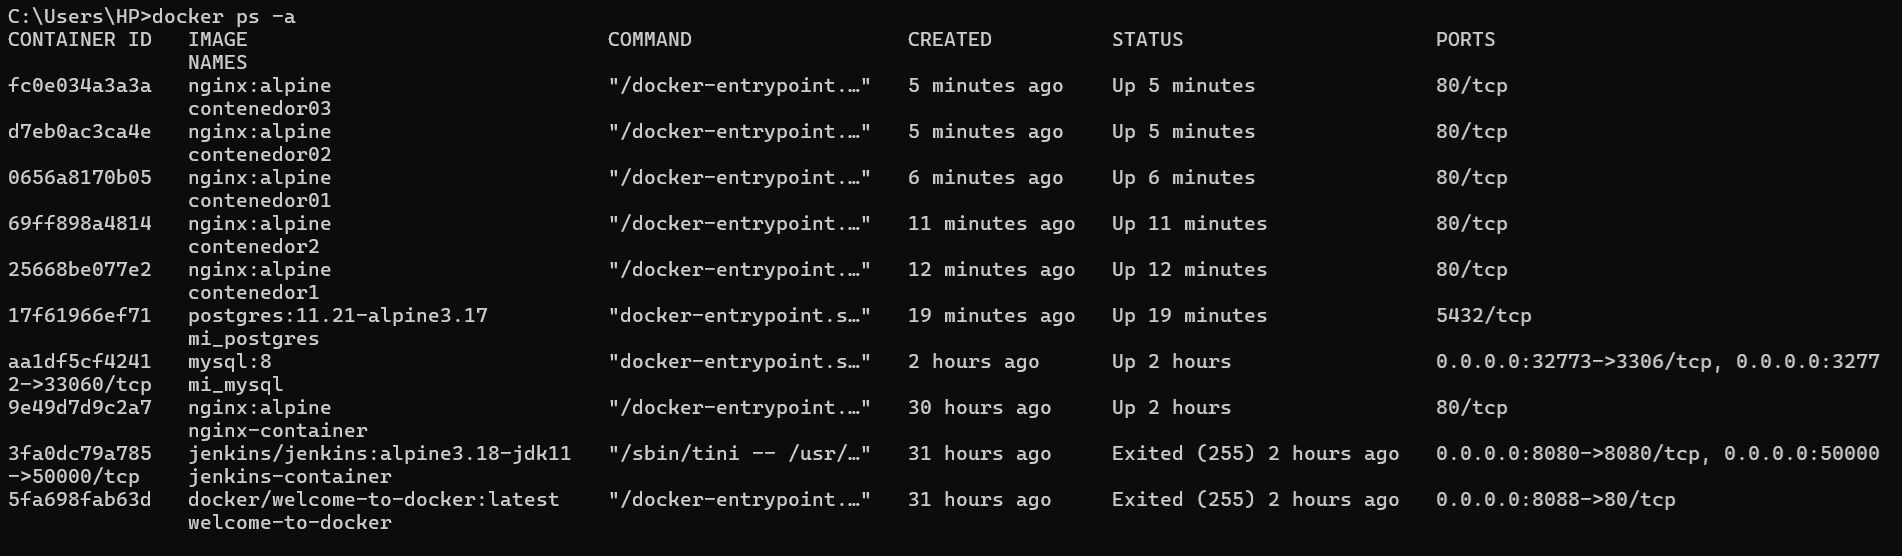 C:\Users\HP>docker ps -a
CONTAINER ID   IMAGE                              COMMAND                  CREATED          STATUS                     PORTS
               NAMES
fc0e034a3a3a   nginx:alpine                       "/docker-entrypoint.…"   5 minutes ago    Up 5 minutes               80/tcp
               contenedor03
d7eb0ac3ca4e   nginx:alpine                       "/docker-entrypoint.…"   5 minutes ago    Up 5 minutes               80/tcp
               contenedor02
0656a8170b05   nginx:alpine                       "/docker-entrypoint.…"   6 minutes ago    Up 6 minutes               80/tcp
               contenedor01
69ff898a4814   nginx:alpine                       "/docker-entrypoint.…"   11 minutes ago   Up 11 minutes              80/tcp
               contenedor2
25668be077e2   nginx:alpine                       "/docker-entrypoint.…"   12 minutes ago   Up 12 minutes              80/tcp
               contenedor1
17f61966ef71   postgres:11.21-alpine3.17          "docker-entrypoint.s…"   19 minutes ago   Up 19 minutes              5432/tcp
               mi_postgres
aa1df5cf4241   mysql:8                            "docker-entrypoint.s…"   2 hours ago      Up 2 hours                 0.0.0.0:32773->3306/tcp, 0.0.0.0:3277
2->33060/tcp   mi_mysql
9e49d7d9c2a7   nginx:alpine                       "/docker-entrypoint.…"   30 hours ago     Up 2 hours                 80/tcp
               nginx-container
3fa0dc79a785   jenkins/jenkins:alpine3.18-jdk11   "/sbin/tini -- /usr/…"   31 hours ago     Exited (255) 2 hours ago   0.0.0.0:8080->8080/tcp, 0.0.0.0:50000
->50000/tcp    jenkins-container
5fa698fab63d   docker/welcome-to-docker:latest    "/docker-entrypoint.…"   31 hours ago     Exited (255) 2 hours ago   0.0.0.0:8088->80/tcp
               welcome-to-docker